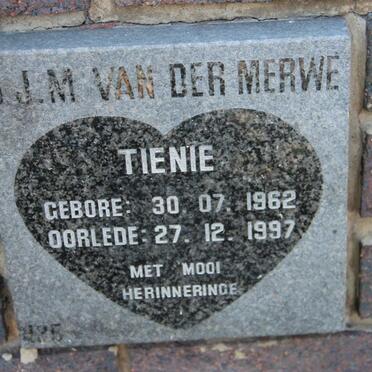 J.M VAN DER MERWE
TIENIE
GEBORE: 30. 07. 1962
OORLEDE: 27. 12. 1997
MET MOOI
HERINNERINGE